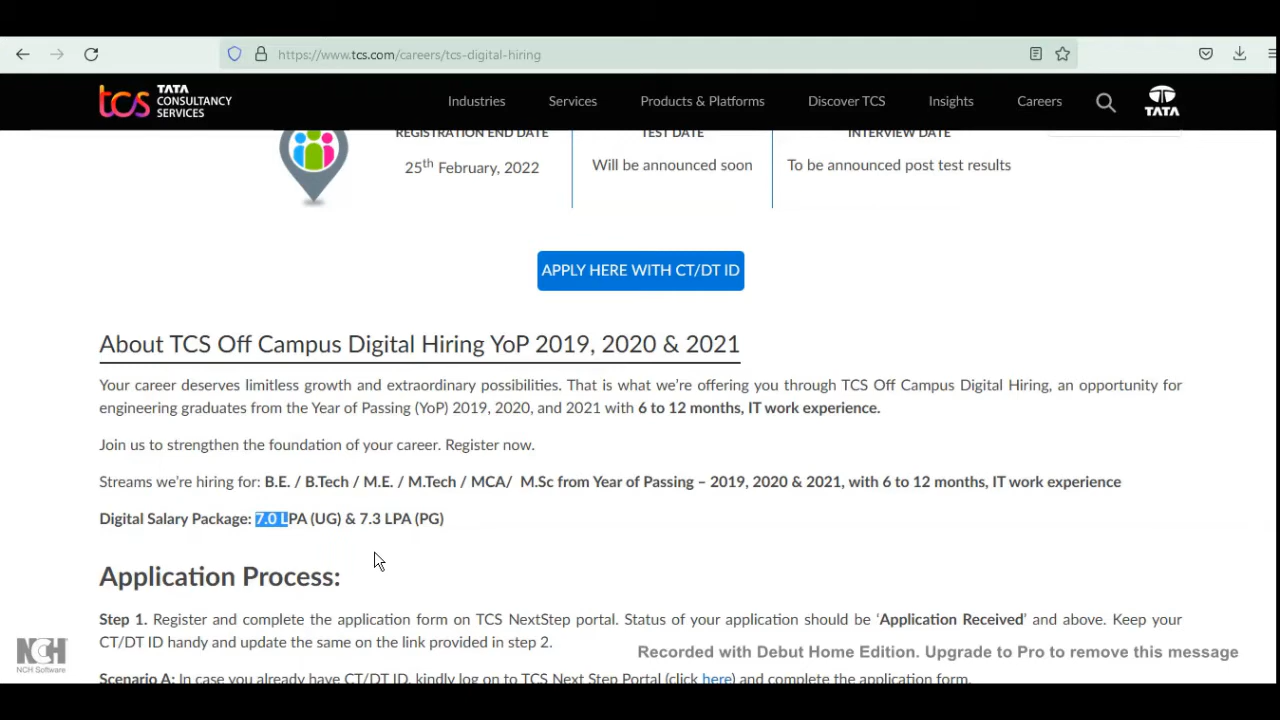 https://www.tcs.com/careers/tcs-digital-hiring
tcs TATA CONSULTANCY SERVICES
Industries Services Products & Platforms Discover TCS Insights Careers TATA
REGISTRATION END DATE TEST DATE INTERVIEW DATE
25th February, 2022 Will be announced soon To be announced post test results
APPLY HERE WITH CT/DT ID
About TCS Off Campus Digital Hiring YoP 2019, 2020 & 2021
Your career deserves limitless growth and extraordinary possibilities. That is what we're offering you through TCS Off Campus Digital Hiring, an opportunity for
engineering graduates from the Year of Passing (YoP) 2019, 2020, and 2021 with 6 to 12 months, IT work experience.
Join us to strengthen the foundation of your career. Register now.
Streams we're hiring for: B.E. / B.Tech / M.E. / M.Tech / MCA/ M.Sc from Year of Passing – 2019, 2020 & 2021, with 6 to 12 months, IT work experience
Digital Salary Package: 7.0 LPA (UG) & 7.3 LPA (PG)
Application Process:
Step 1. Register and complete the application form on TCS NextStep portal. Status of your application should be 'Application Received' and above. Keep your
CT/DT ID handy and update the same on the link provided in step 2.
NCH
NCH Software
Recorded with Debut Home Edition. Upgrade to Pro to remove this message
Scenario A: In case you already have CT/DT ID, kindly log on to TCS Next Step Portal (click here) and complete the application form.